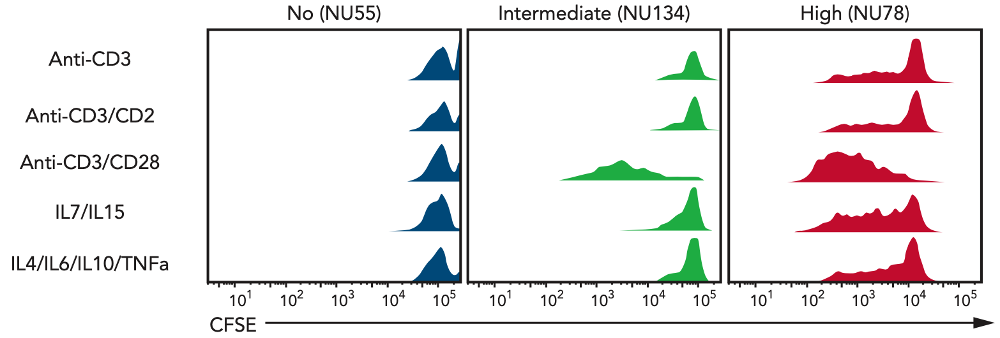 No (NU55) Intermediate (NU134) High (NU78)
Anti-CD3
Anti-CD3/CD2
Anti-CD3/CD28
IL7/IL15
IL4/IL6/IL10/TNFa
10¹ 10² 10³ 10⁴ 10⁵ 10¹ 10² 10³ 10⁴ 10⁵ 10¹ 10² 10³ 10⁴ 10⁵
CFSE